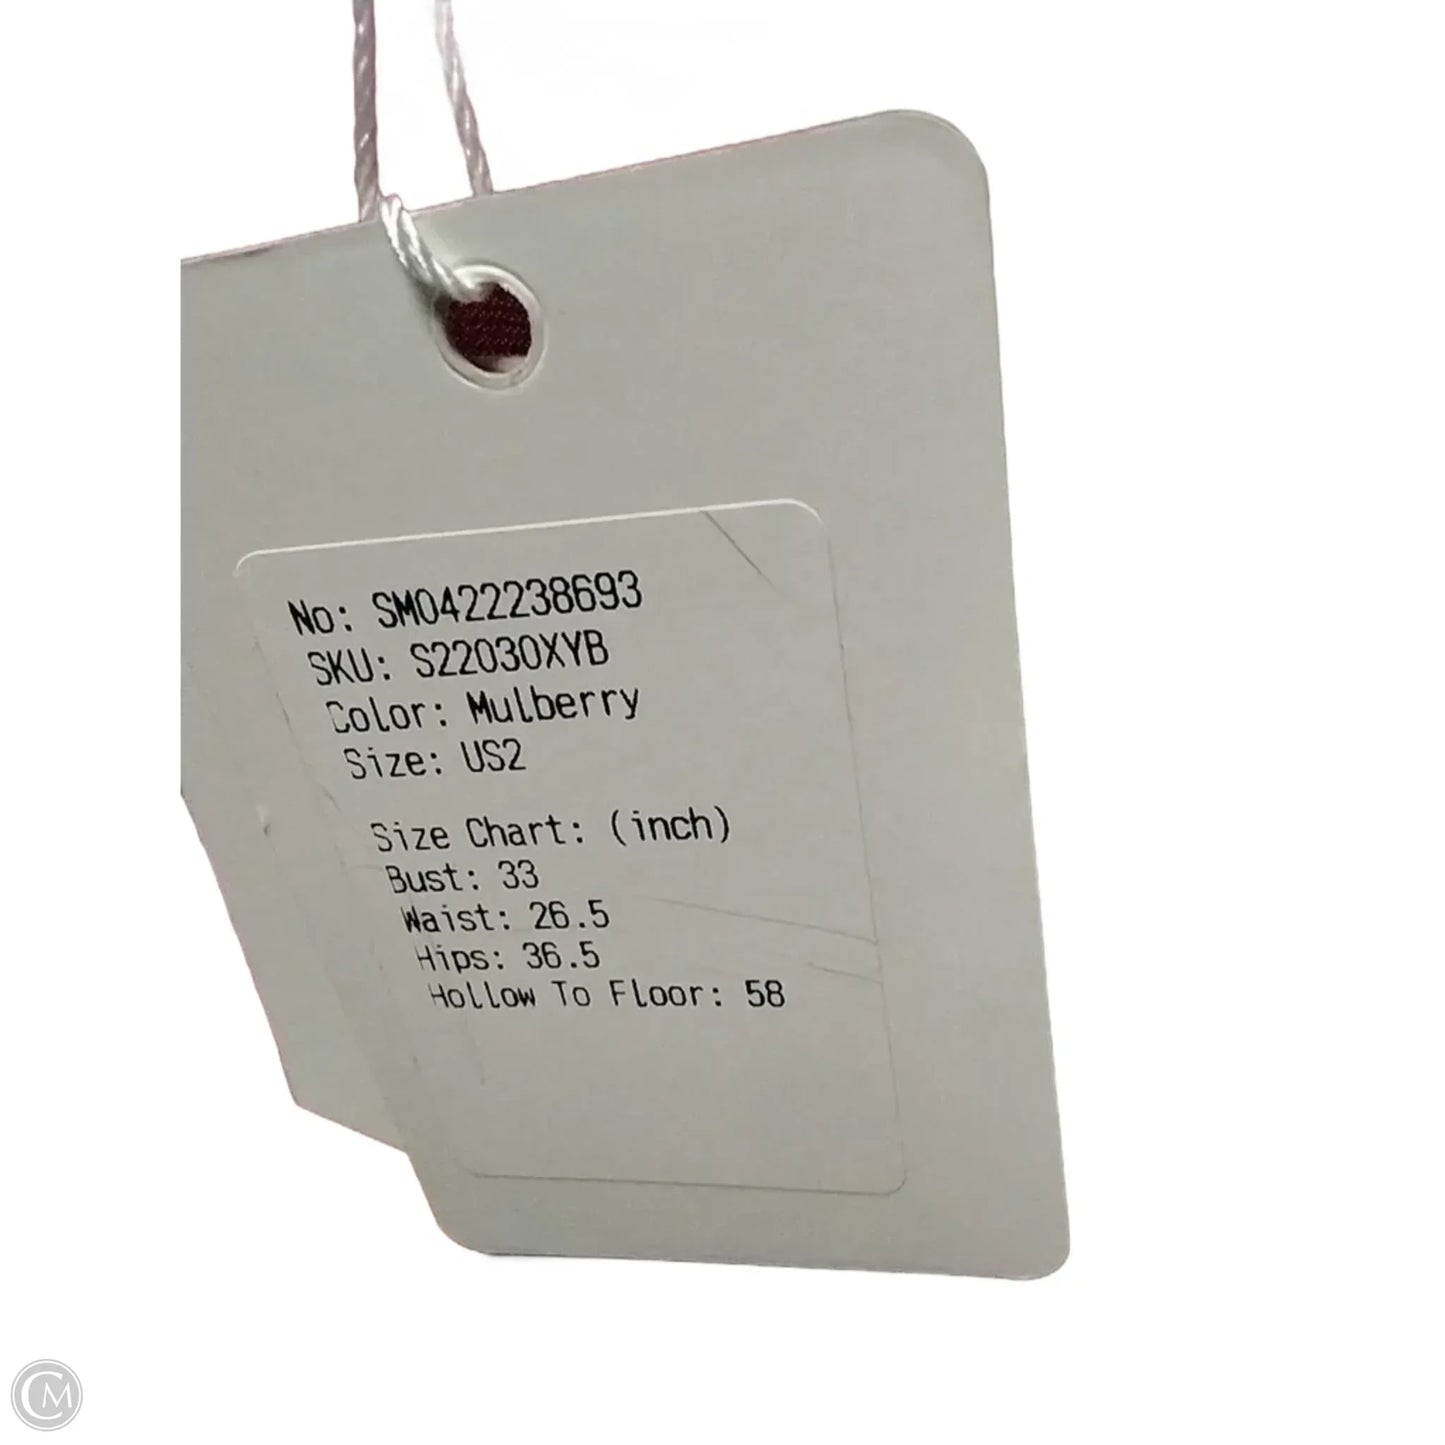 No: SM0422238693
SKU: S22030XYB
Color: Mulberry
Size: US2
Size Chart: (inch)
Bust: 33
Waist: 26.5
Hips: 36.5
Hollow To Floor: 58
CM